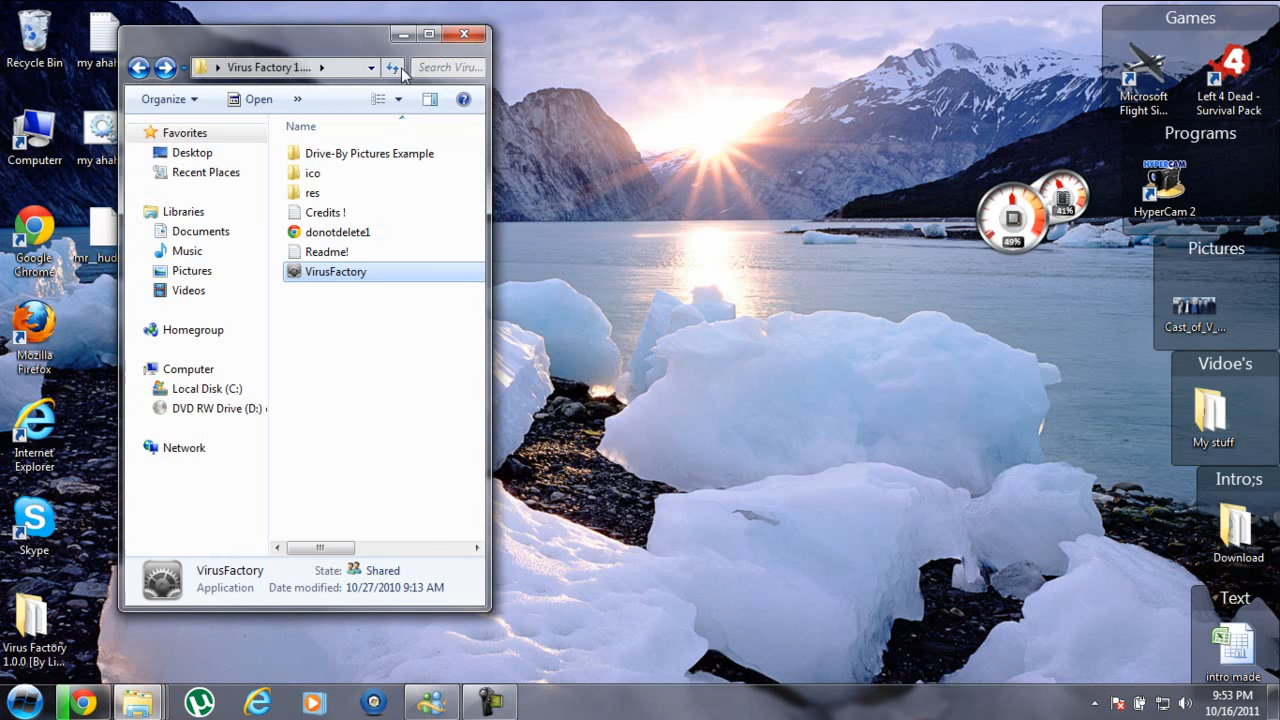 Recycle Bin
my ahah
Computerr
my ahah
Google
Chrome
mr_hud
Mozilla
Firefox
Internet
Explorer
Skype
Virus Factory
1.0.0 [By Li...
Virus Factory 1....
Search Viru...
Organize
Open
»
Name
Favorites
Desktop
Recent Places
Libraries
Documents
Music
Pictures
Videos
Homegroup
Computer
Local Disk (C:)
DVD RW Drive (D:)
Network
Drive-By Pictures Example
ico
res
Credits !
donotdelete1
Readme!
VirusFactory
VirusFactory
State: Shared
Application
Date modified: 10/27/2010 9:13 AM
Games
Microsoft
Flight Si...
Left 4 Dead -
Survival Pack
Programs
HYPERCAM
HyperCam 2
41%
49%
Pictures
Cast_of_V_...
Vidoe's
My stuff
Intro;s
Download
Text
intro made
9:53 PM
10/16/2011